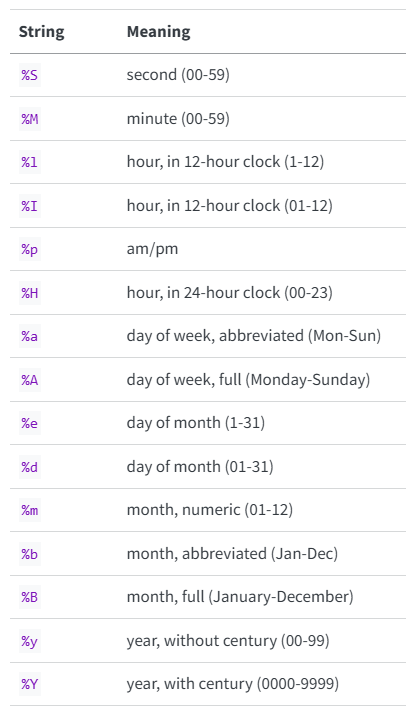 String Meaning
%S second (00-59)
%M minute (00-59)
%l hour, in 12-hour clock (1-12)
%I hour, in 12-hour clock (01-12)
%p am/pm
%H hour, in 24-hour clock (00-23)
%a day of week, abbreviated (Mon-Sun)
%A day of week, full (Monday-Sunday)
%e day of month (1-31)
%d day of month (01-31)
%m month, numeric (01-12)
%b month, abbreviated (Jan-Dec)
%B month, full (January-December)
%y year, without century (00-99)
%Y year, with century (0000-9999)